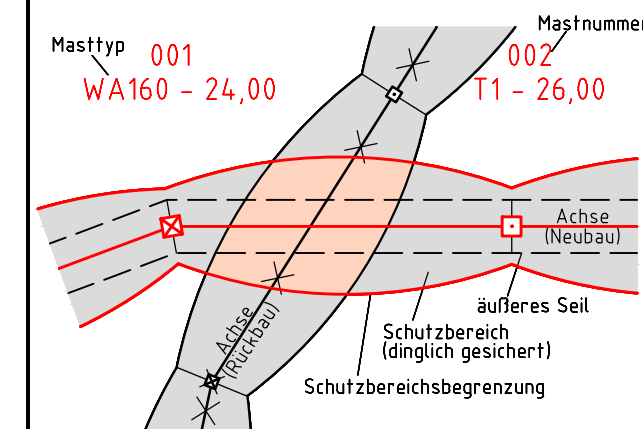 Mastnummer
Masttyp
001
WA160 - 24,00
002
T1 - 26,00
Achse
(Neubau)
äußeres Seil
Achse
(Rückbau)
Schutzbereich
(dinglich gesichert)
Schutzbereichsbegrenzung